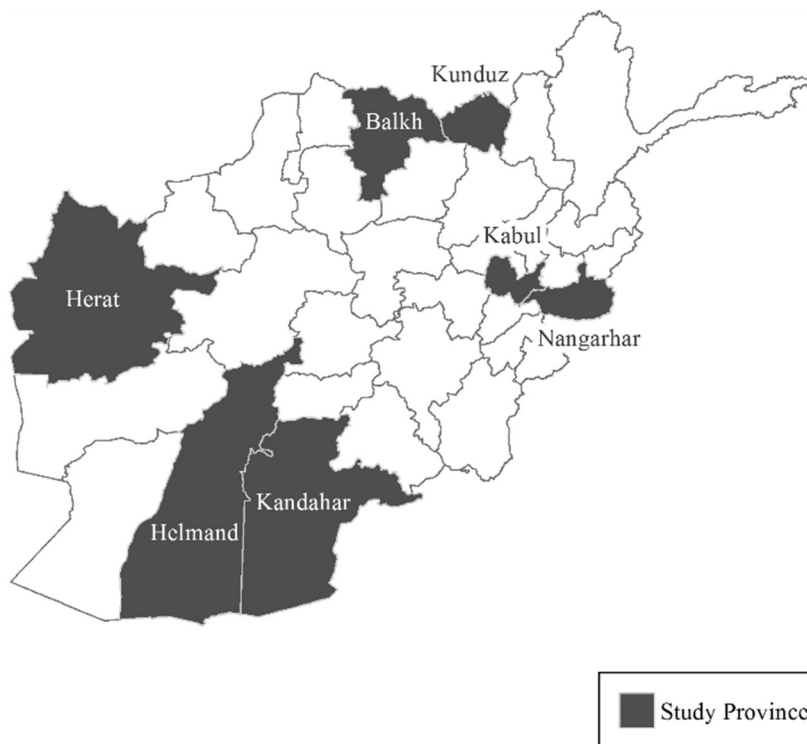 Kunduz
Balkh
Kabul
Herat
Nangarhar
Kandahar
Helmand
Study Province